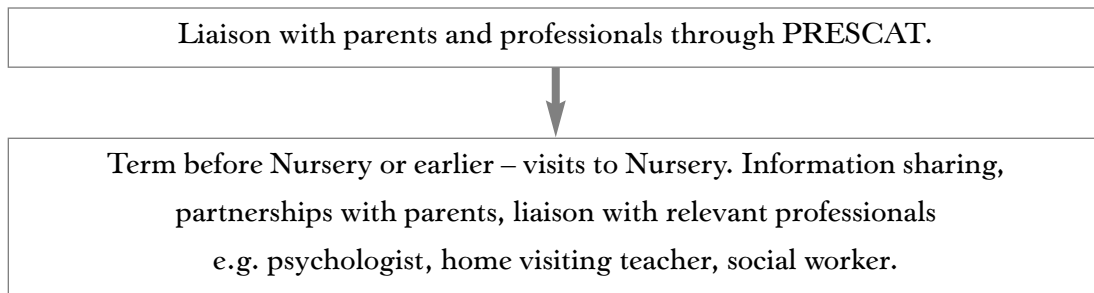 Liaison with parents and professionals through PRESCAT.
Term before Nursery or earlier – visits to Nursery. Information sharing,
partnerships with parents, liaison with relevant professionals
e.g. psychologist, home visiting teacher, social worker.